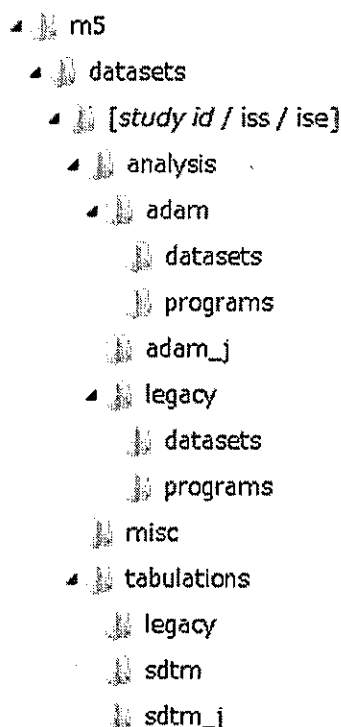 m5
datasets
[study id / iss / ise]
analysis
adam
datasets
programs
adam_j
legacy
datasets
programs
misc
tabulations
legacy
sdtm
sdtm_j